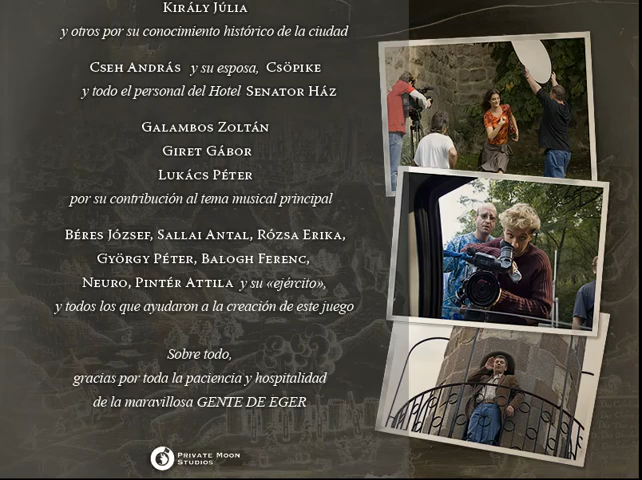 KIRÁLY JÚLIA
y otros por su conocimiento histórico de la ciudad
CSEH ANDRÁS y su esposa, CSÖPIKE
y todo el personal del Hotel SENATOR HÁZ
GALAMBOS ZOLTÁN
GIRET GÁBOR
LUKÁCS PÉTER
por su contribución al tema musical principal
BÉRES JÓZSEF, SALLAI ANTAL, RÓZSA ERIKA,
GYÖRGY PÉTER, BALOGH FERENC,
NEURO, PINTÉR ATTILA y su «ejército»,
y todos los que ayudaron a la creación de este juego
Sobre todo,
gracias por toda la paciencia y hospitalidad
de la maravillosa GENTE DE EGER
PRIVATE MOON
STUDIOS